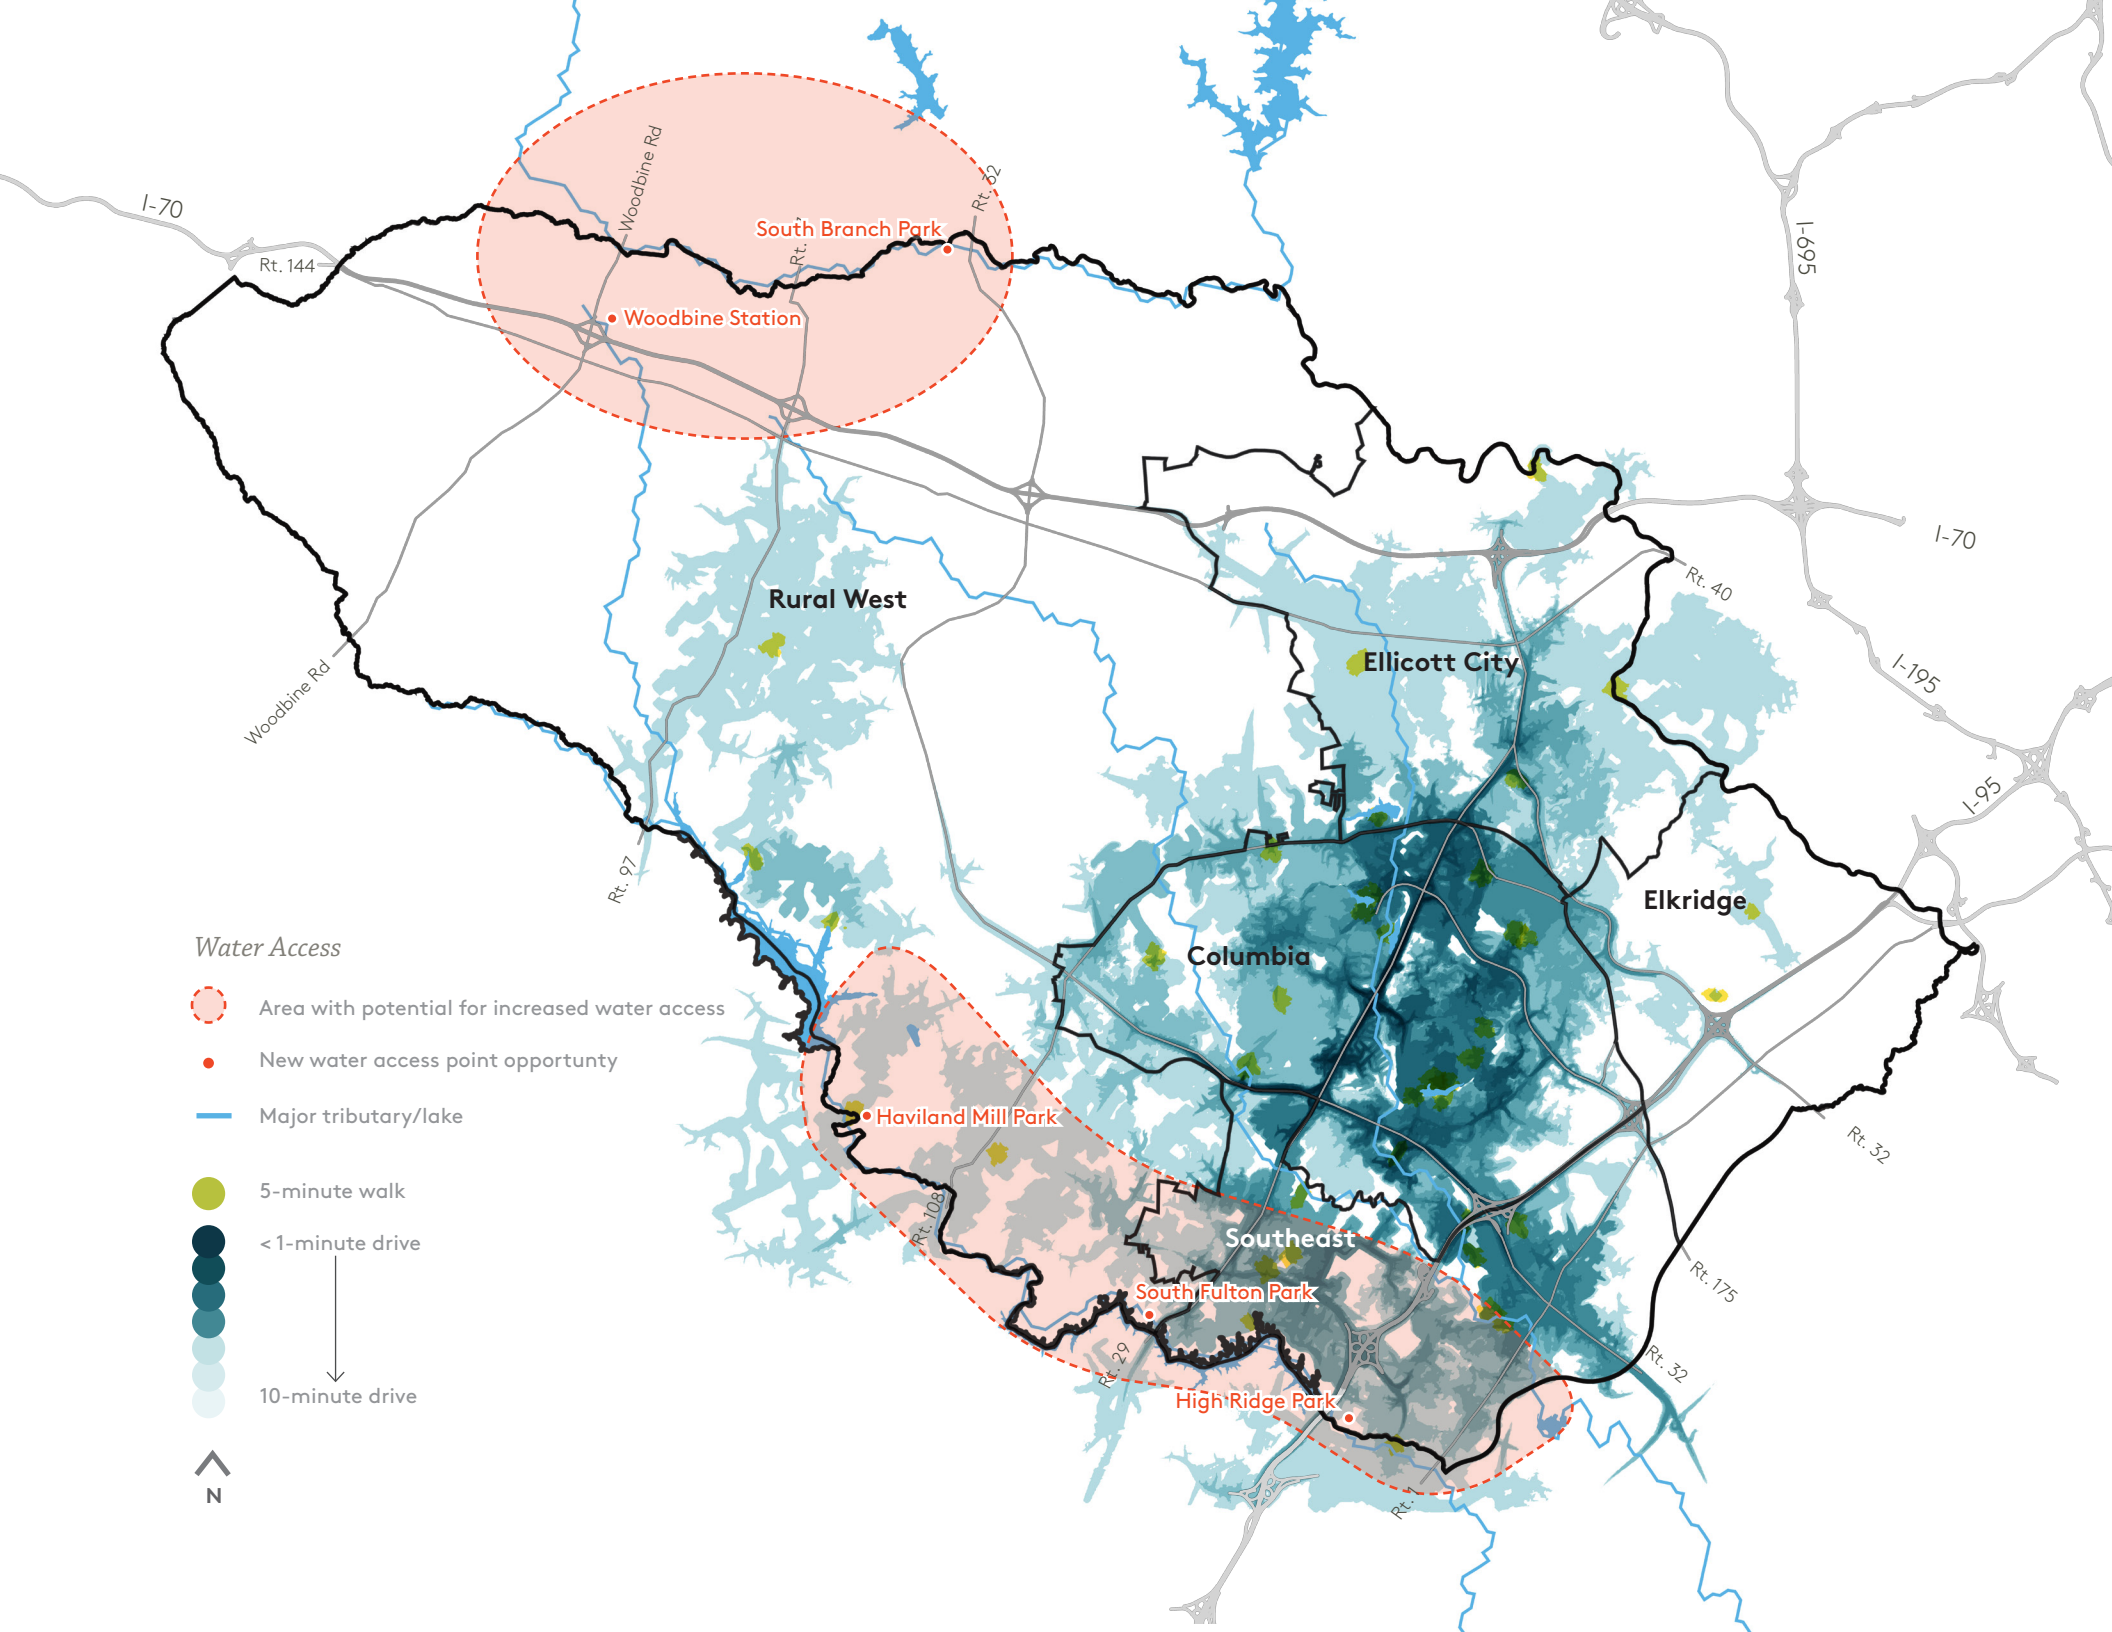 I-70
Rt. 144
Woodbine Rd
South Branch Park
Rt. 32
Rt.
Woodbine Station
I-695
I-70
Rt. 40
Rural West
Ellicott City
I-195
Woodbine Rd
I-95
Rt. 97
Elkridge
Columbia
Water Access
Area with potential for increased water access
New water access point opportunty
Major tributary/lake
5-minute walk
< 1-minute drive
10-minute drive
N
Haviland Mill Park
Rt. 32
Rt. 108
Southeast
Rt. 175
South Fulton Park
Rt. 29
Rt. 32
High Ridge Park
Rt. 1